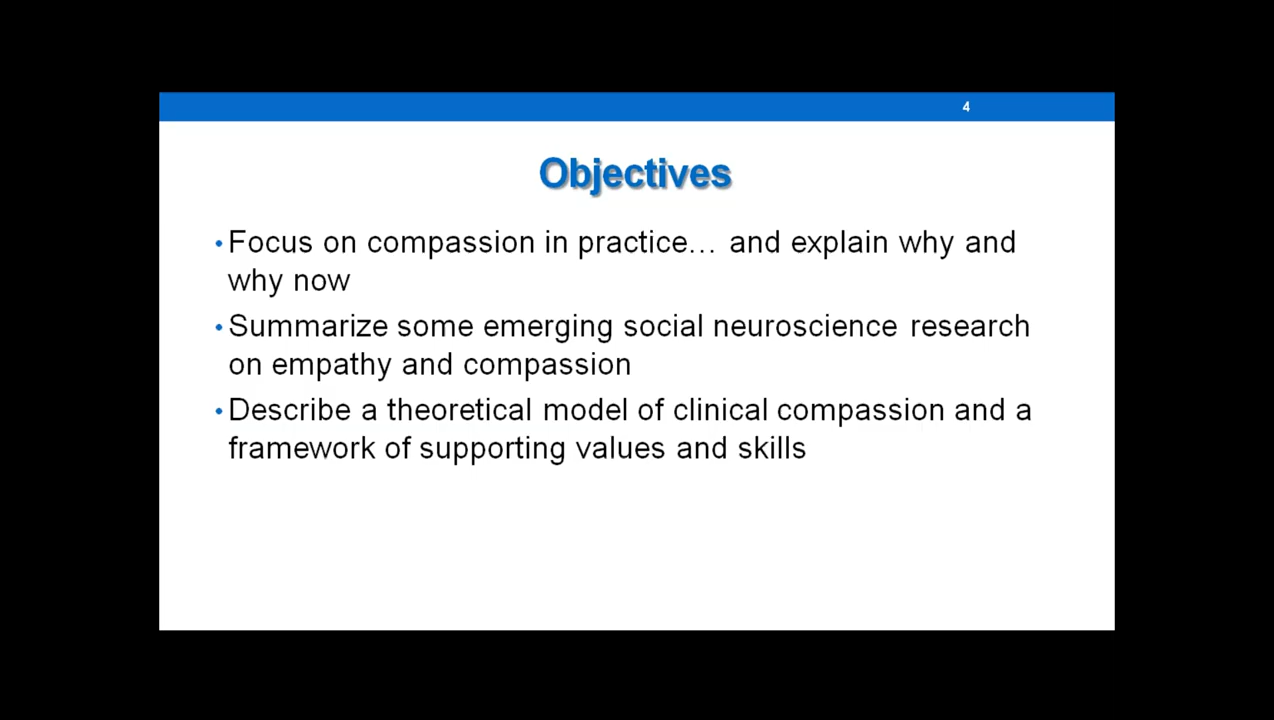 4
Objectives
• Focus on compassion in practice… and explain why and
why now
• Summarize some emerging social neuroscience research
on empathy and compassion
• Describe a theoretical model of clinical compassion and a
framework of supporting values and skills